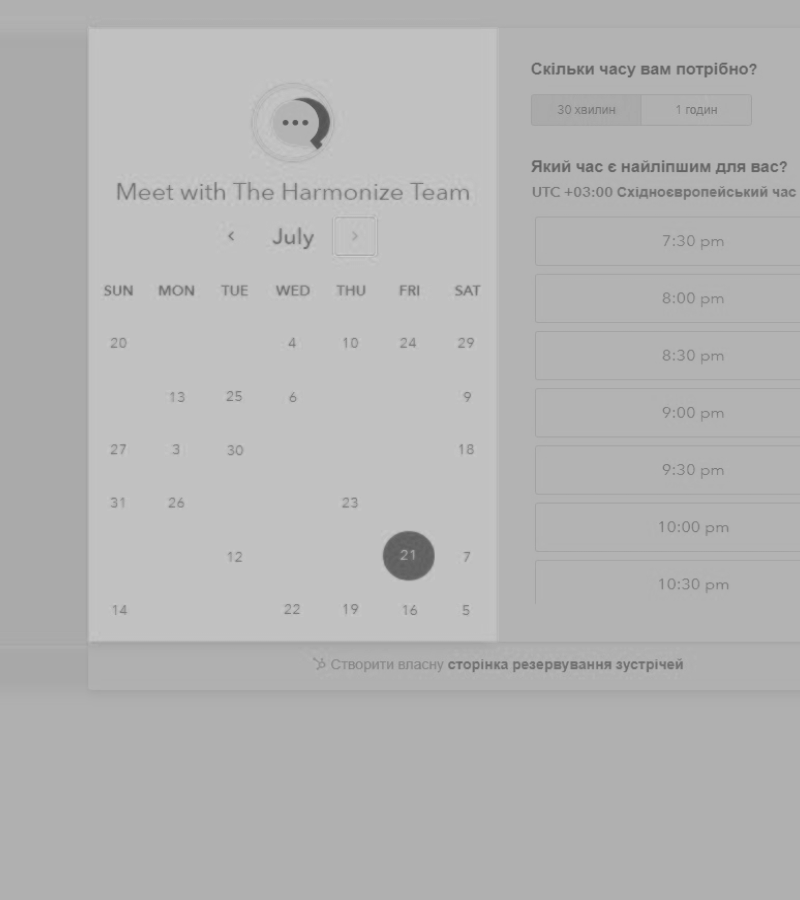 Meet with The Harmonize Team
July
SUN MON TUE WED THU FRI SAT
20 4 10 24 29
13 25 6 9
27 3 30 18
31 26 23
12 21 7
14 22 19 16 5
Скільки часу вам потрібно?
30 хвилин 1 годин
Який час є найліпшим для вас?
UTC +03:00 Східноєвропейський час
7:30 pm
8:00 pm
8:30 pm
9:00 pm
9:30 pm
10:00 pm
10:30 pm
Створити власну сторінка резервування зустрічей